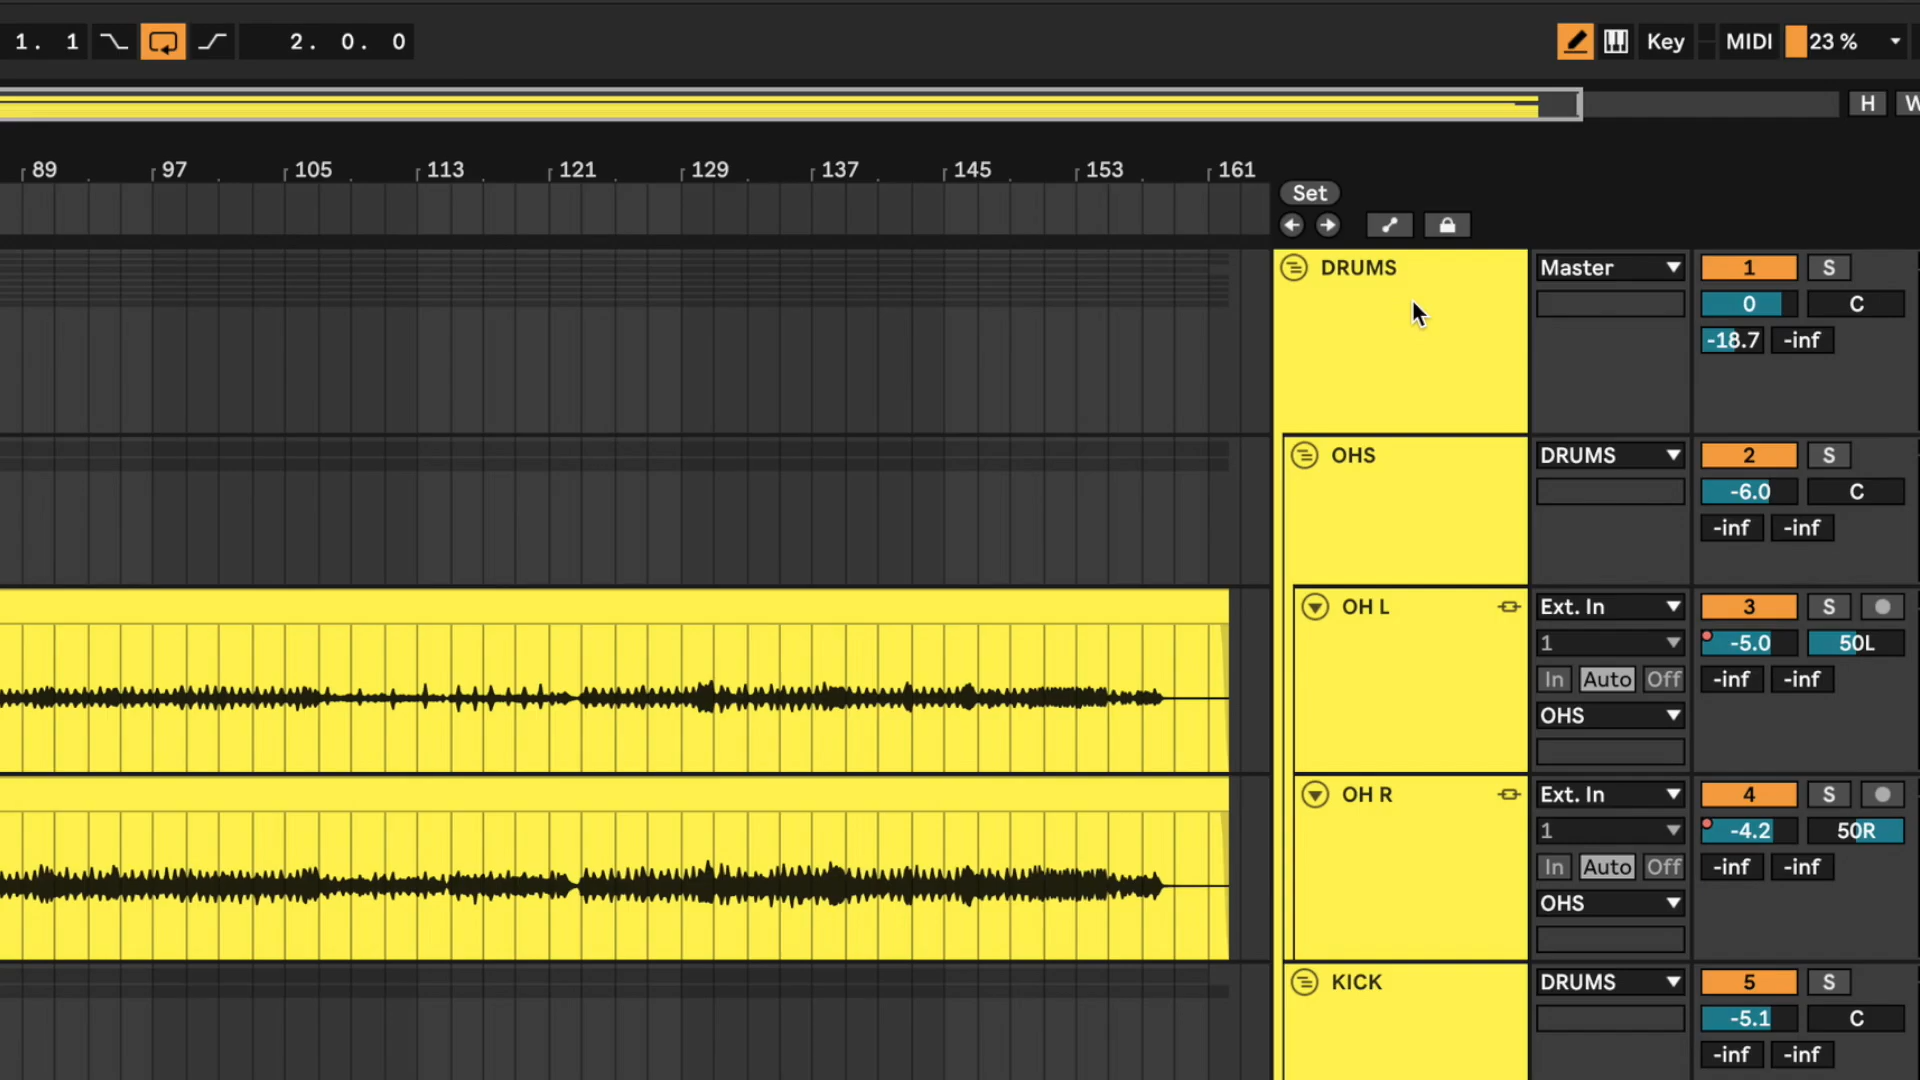 1. 1 2. 0. 0 Key MIDI 23 %
H W
89 97 105 113 121 129 137 145 153 161
Set
DRUMS Master 1 S
0 C
-18.7 -inf
OHS DRUMS 2 S
-6.0 C
-inf -inf
OH L Ext. In 3 S
1 -5.0 50L
In Auto Off -inf -inf
OHS
OH R Ext. In 4 S
1 -4.2 50R
In Auto Off -inf -inf
OHS
KICK DRUMS 5 S
-5.1 C
-inf -inf